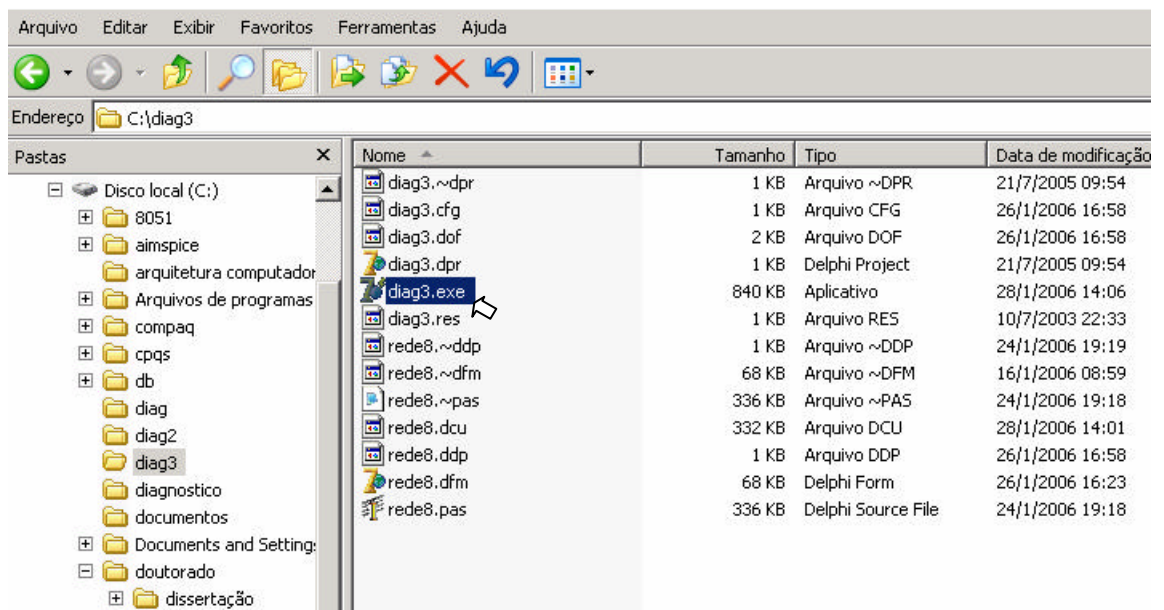 Arquivo Editar Exibir Favoritos Ferramentas Ajuda
Endereço C:\diag3
Pastas
Disco local (C:)
8051
aimspice
arquitetura computador
Arquivos de programas
compaq
cpqs
db
diag
diag2
diag3
diagnostico
documentos
Documents and Setting
doutorado
dissertação
Nome Tamanho Tipo Data de modificação
diag3.~dpr 1 KB Arquivo ~DPR 21/7/2005 09:54
diag3.cfg 1 KB Arquivo CFG 26/1/2006 16:58
diag3.dof 2 KB Arquivo DOF 26/1/2006 16:58
diag3.dpr 1 KB Delphi Project 21/7/2005 09:54
diag3.exe 840 KB Aplicativo 28/1/2006 14:06
diag3.res 1 KB Arquivo RES 10/7/2003 22:33
rede8.~ddp 1 KB Arquivo ~DDP 24/1/2006 19:19
rede8.~dfm 68 KB Arquivo ~DFM 16/1/2006 08:59
rede8.~pas 336 KB Arquivo ~PAS 24/1/2006 19:18
rede8.dcu 332 KB Arquivo DCU 28/1/2006 14:01
rede8.ddp 1 KB Arquivo DDP 26/1/2006 16:58
rede8.dfm 68 KB Delphi Form 26/1/2006 16:23
rede8.pas 336 KB Delphi Source File 24/1/2006 19:18